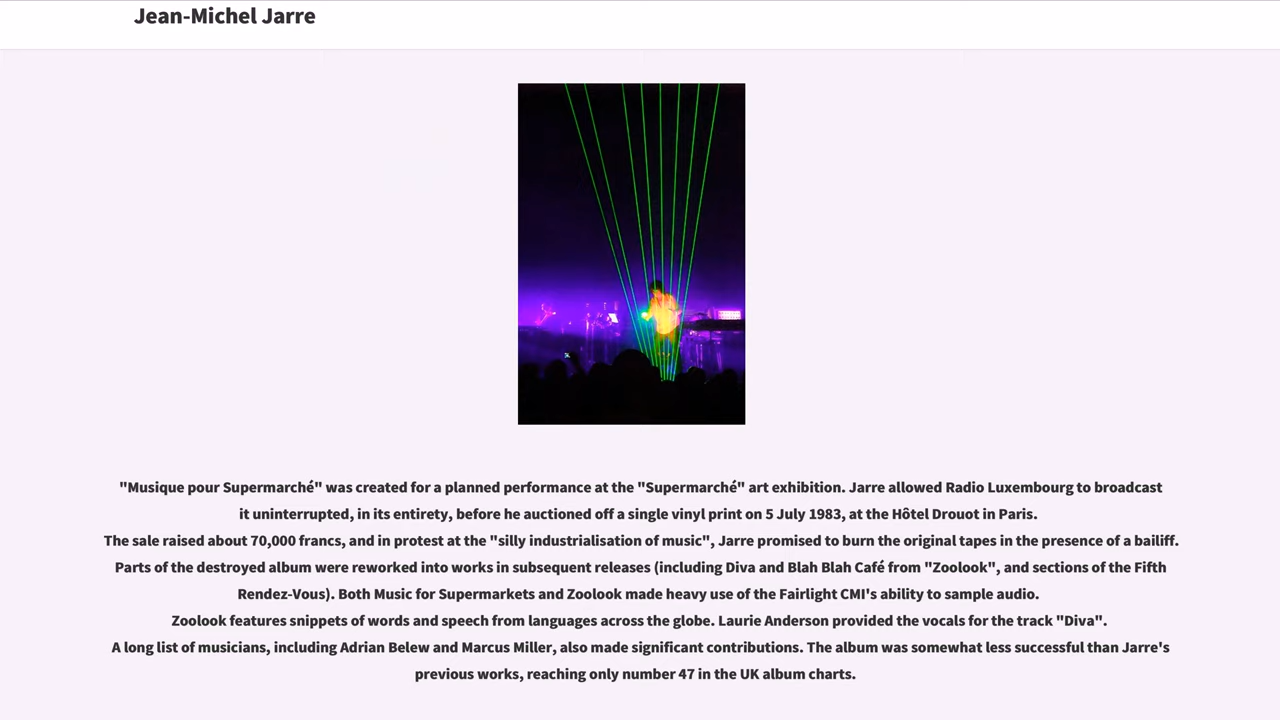 Jean-Michel Jarre
"Musique pour Supermarché" was created for a planned performance at the "Supermarché" art exhibition. Jarre allowed Radio Luxembourg to broadcast
it uninterrupted, in its entirety, before he auctioned off a single vinyl print on 5 July 1983, at the Hôtel Drouot in Paris.
The sale raised about 70,000 francs, and in protest at the "silly industrialisation of music", Jarre promised to burn the original tapes in the presence of a bailiff.
Parts of the destroyed album were reworked into works in subsequent releases (including Diva and Blah Blah Café from "Zoolook", and sections of the Fifth
Rendez-Vous). Both Music for Supermarkets and Zoolook made heavy use of the Fairlight CMI's ability to sample audio.
Zoolook features snippets of words and speech from languages across the globe. Laurie Anderson provided the vocals for the track "Diva".
A long list of musicians, including Adrian Belew and Marcus Miller, also made significant contributions. The album was somewhat less successful than Jarre's
previous works, reaching only number 47 in the UK album charts.